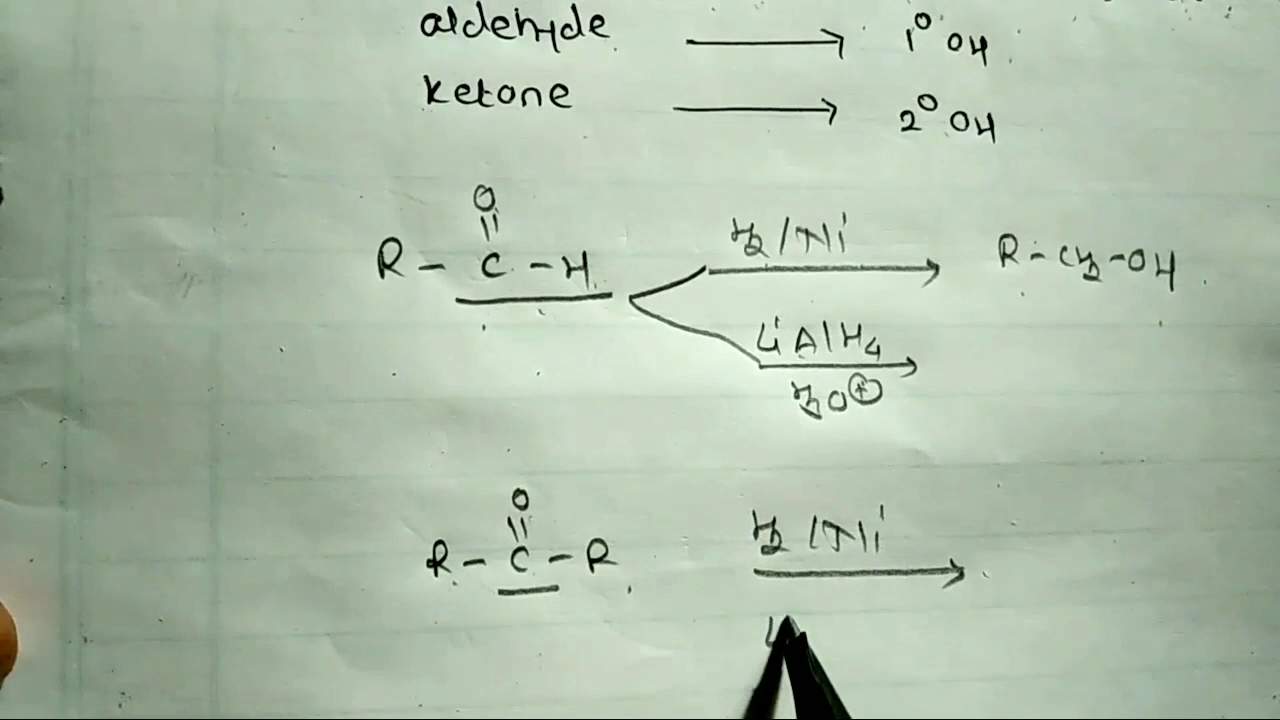 aldehyde → 1° OH
ketone → 2° OH
O
||
R - C - H
H2 / Ni
R - CH2 - OH
LiAlH4
H3O⊕
O
||
R - C - R
H2 / Ni
L